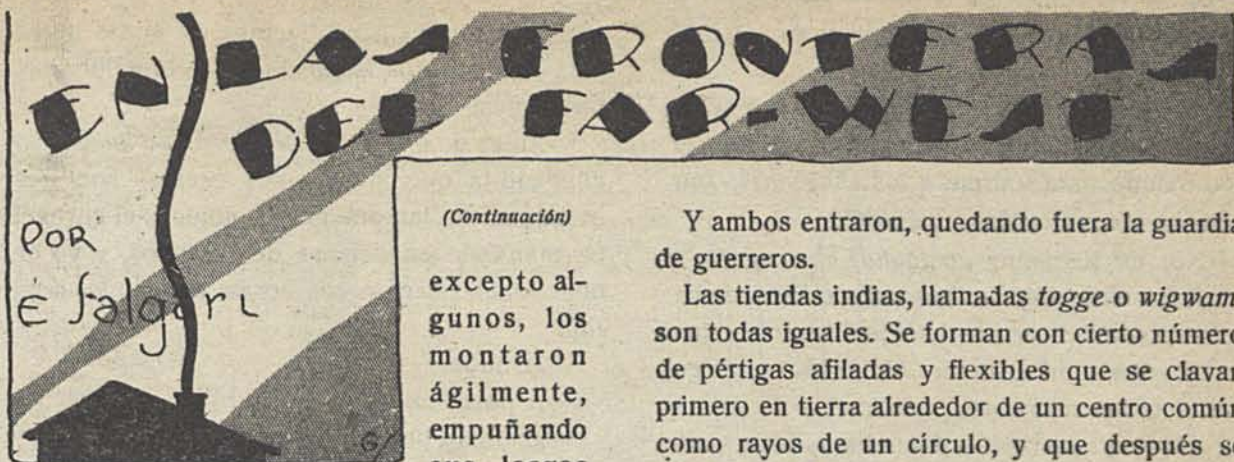 EN LAS FRONTERAS
DEL FAR-WEST
POR
E Salgari
(Continuación)
excepto al-
gunos, los
montaron
ágilmente,
empuñando
Y ambos entraron, quedando fuera la guardia
de guerreros.
Las tiendas indias, llamadas togge o wigwam
son todas iguales. Se forman con cierto número
de pértigas afiladas y flexibles que se clavan
primero en tierra alrededor de un centro común
como rayos de un círculo, y que después se